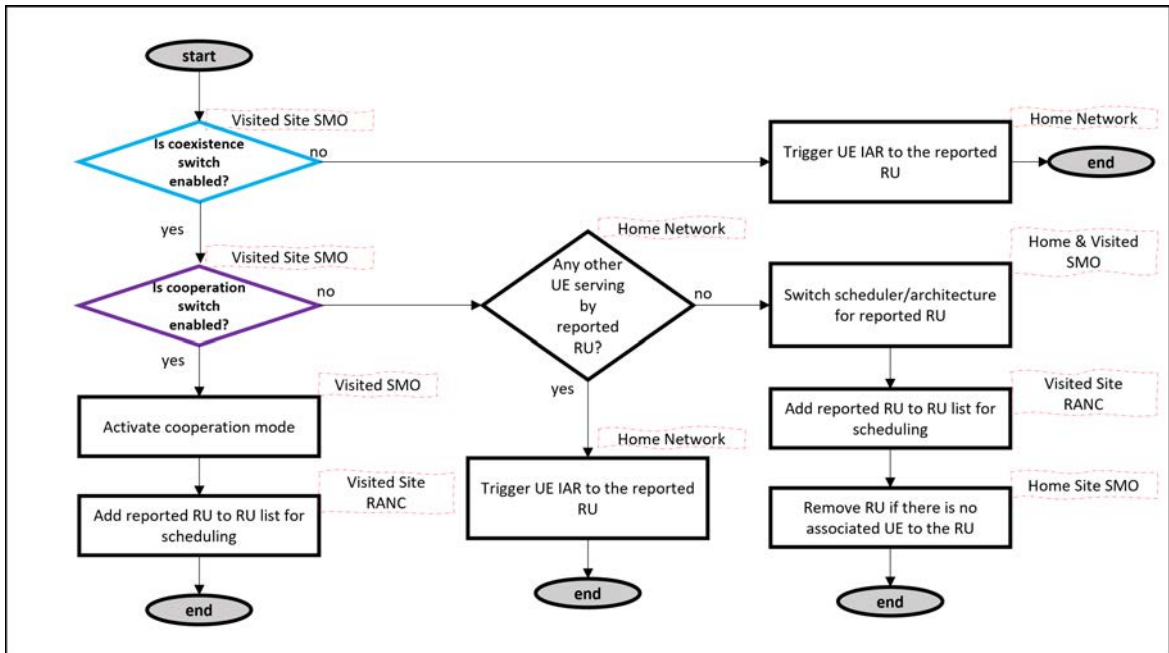 start
Visited Site SMO
Is coexistence
switch
enabled?
no
yes
Home Network
Trigger UE IAR to the reported
RU
end
Visited Site SMO
Is cooperation
switch
enabled?
no
yes
Home Network
Any other
UE serving
by
reported
RU?
no
yes
Home & Visited
SMO
Switch scheduler/architecture
for reported RU
Visited SMO
Activate cooperation mode
Visited Site
RANC
Add reported RU to RU list for
scheduling
end
Home Network
Trigger UE IAR to the reported
RU
end
Visited Site
RANC
Add reported RU to RU list for
scheduling
Home Site SMO
Remove RU if there is no
associated UE to the RU
end